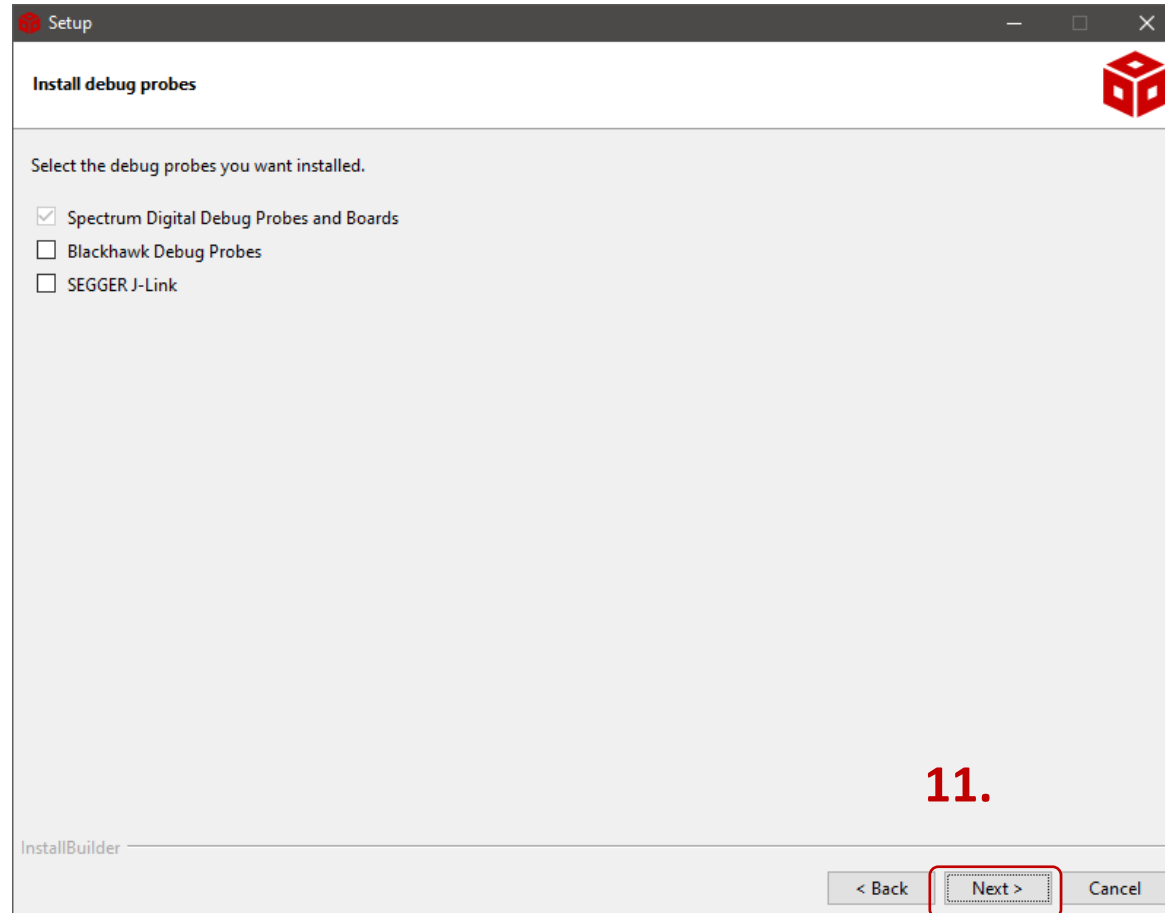 Setup
Install debug probes
Select the debug probes you want installed.
Spectrum Digital Debug Probes and Boards
Blackhawk Debug Probes
SEGGER J-Link
11.
InstallBuilder
< Back
Next >
Cancel